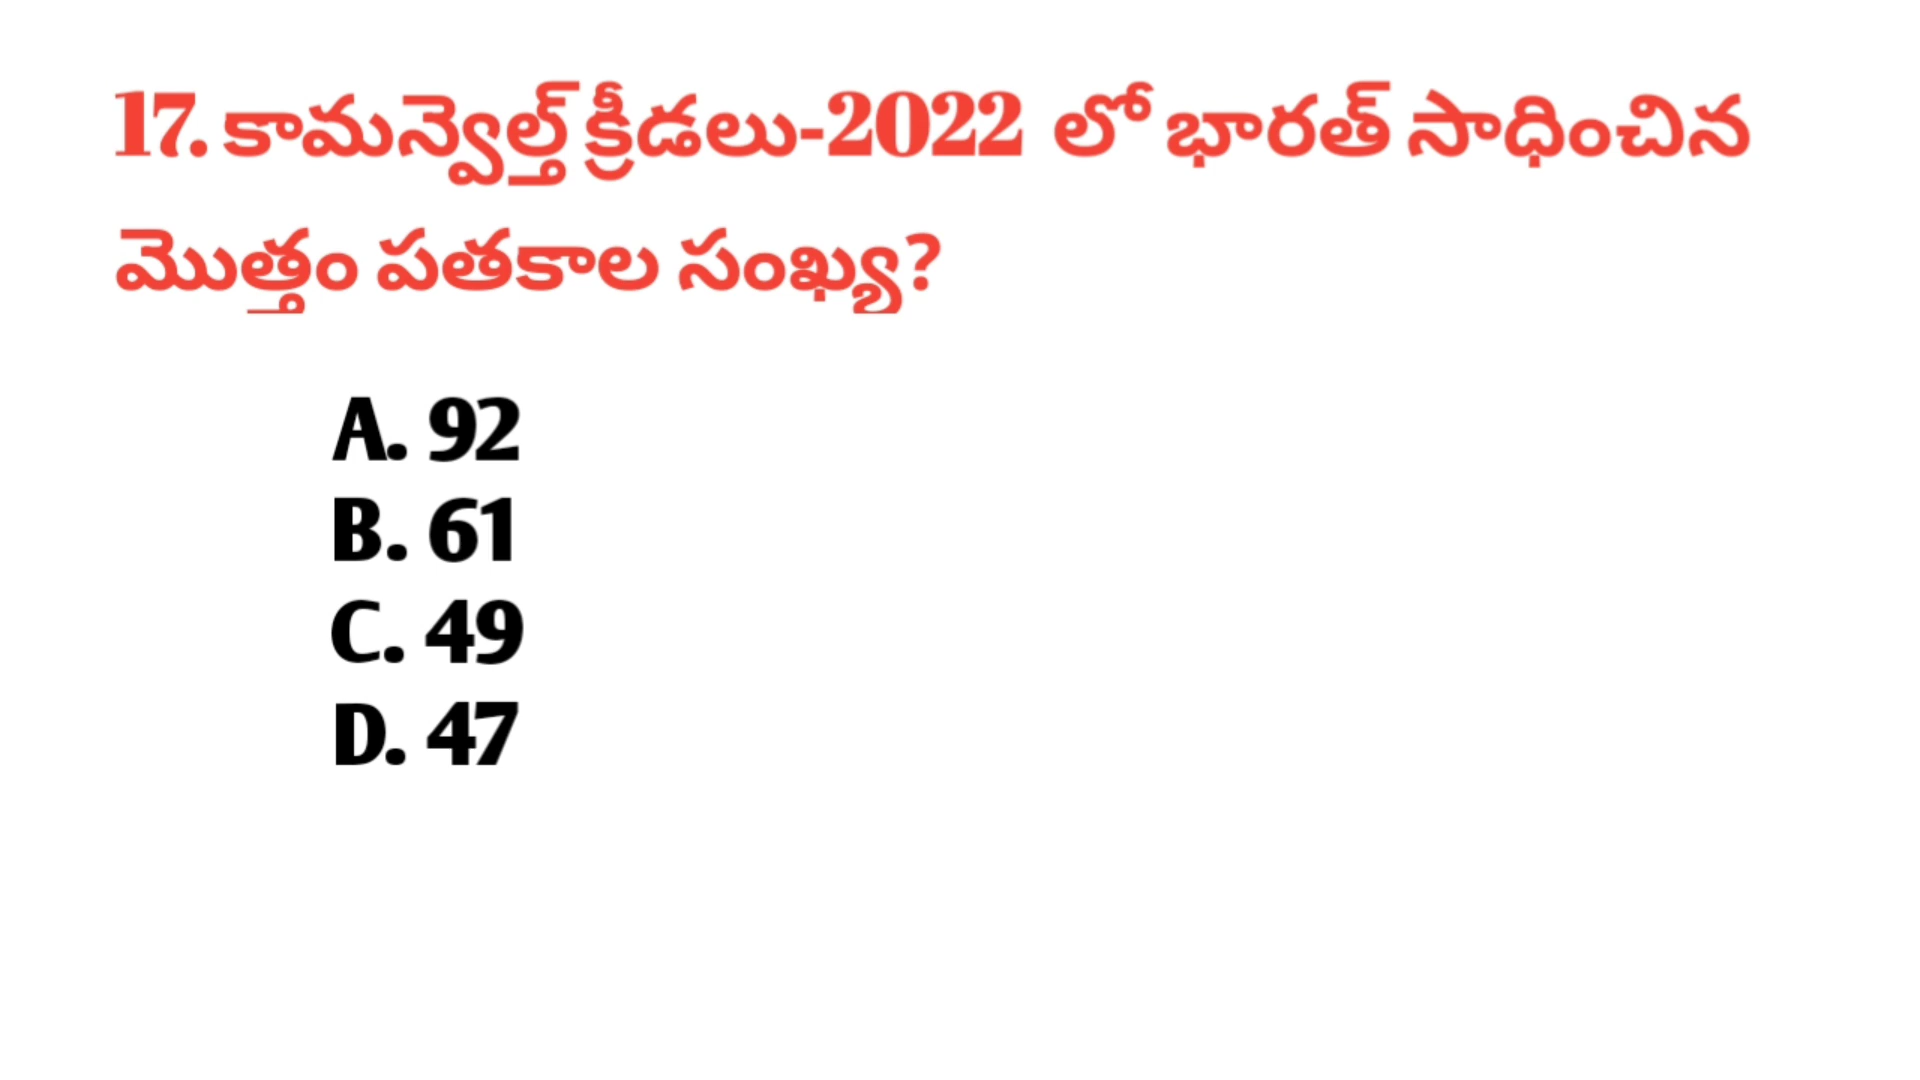 17. కామన్వెల్త్ క్రీడలు-2022 లో భారత్ సాధించిన
మొత్తం పతకాల సంఖ్య?
A. 92
B. 61
C. 49
D. 47